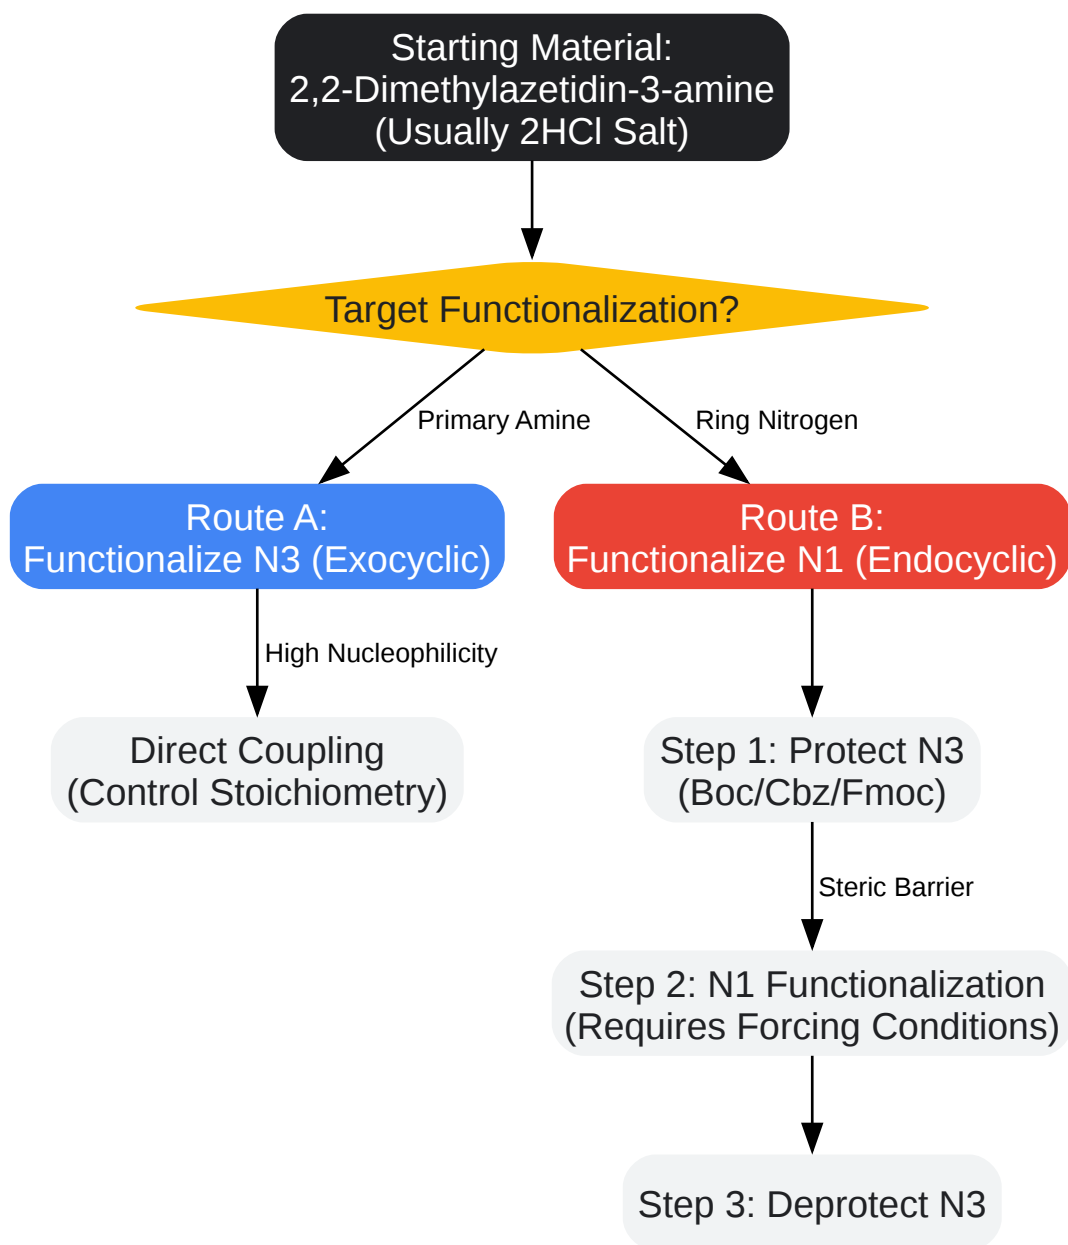 Starting Material:
2,2-Dimethylazetidin-3-amine
(Usually 2HCl Salt)
Target Functionalization?
Primary Amine
Ring Nitrogen
Route A:
Functionalize N3 (Exocyclic)
Route B:
Functionalize N1 (Endocyclic)
High Nucleophilicity
Direct Coupling
(Control Stoichiometry)
Step 1: Protect N3
(Boc/Cbz/Fmoc)
Steric Barrier
Step 2: N1 Functionalization
(Requires Forcing Conditions)
Step 3: Deprotect N3